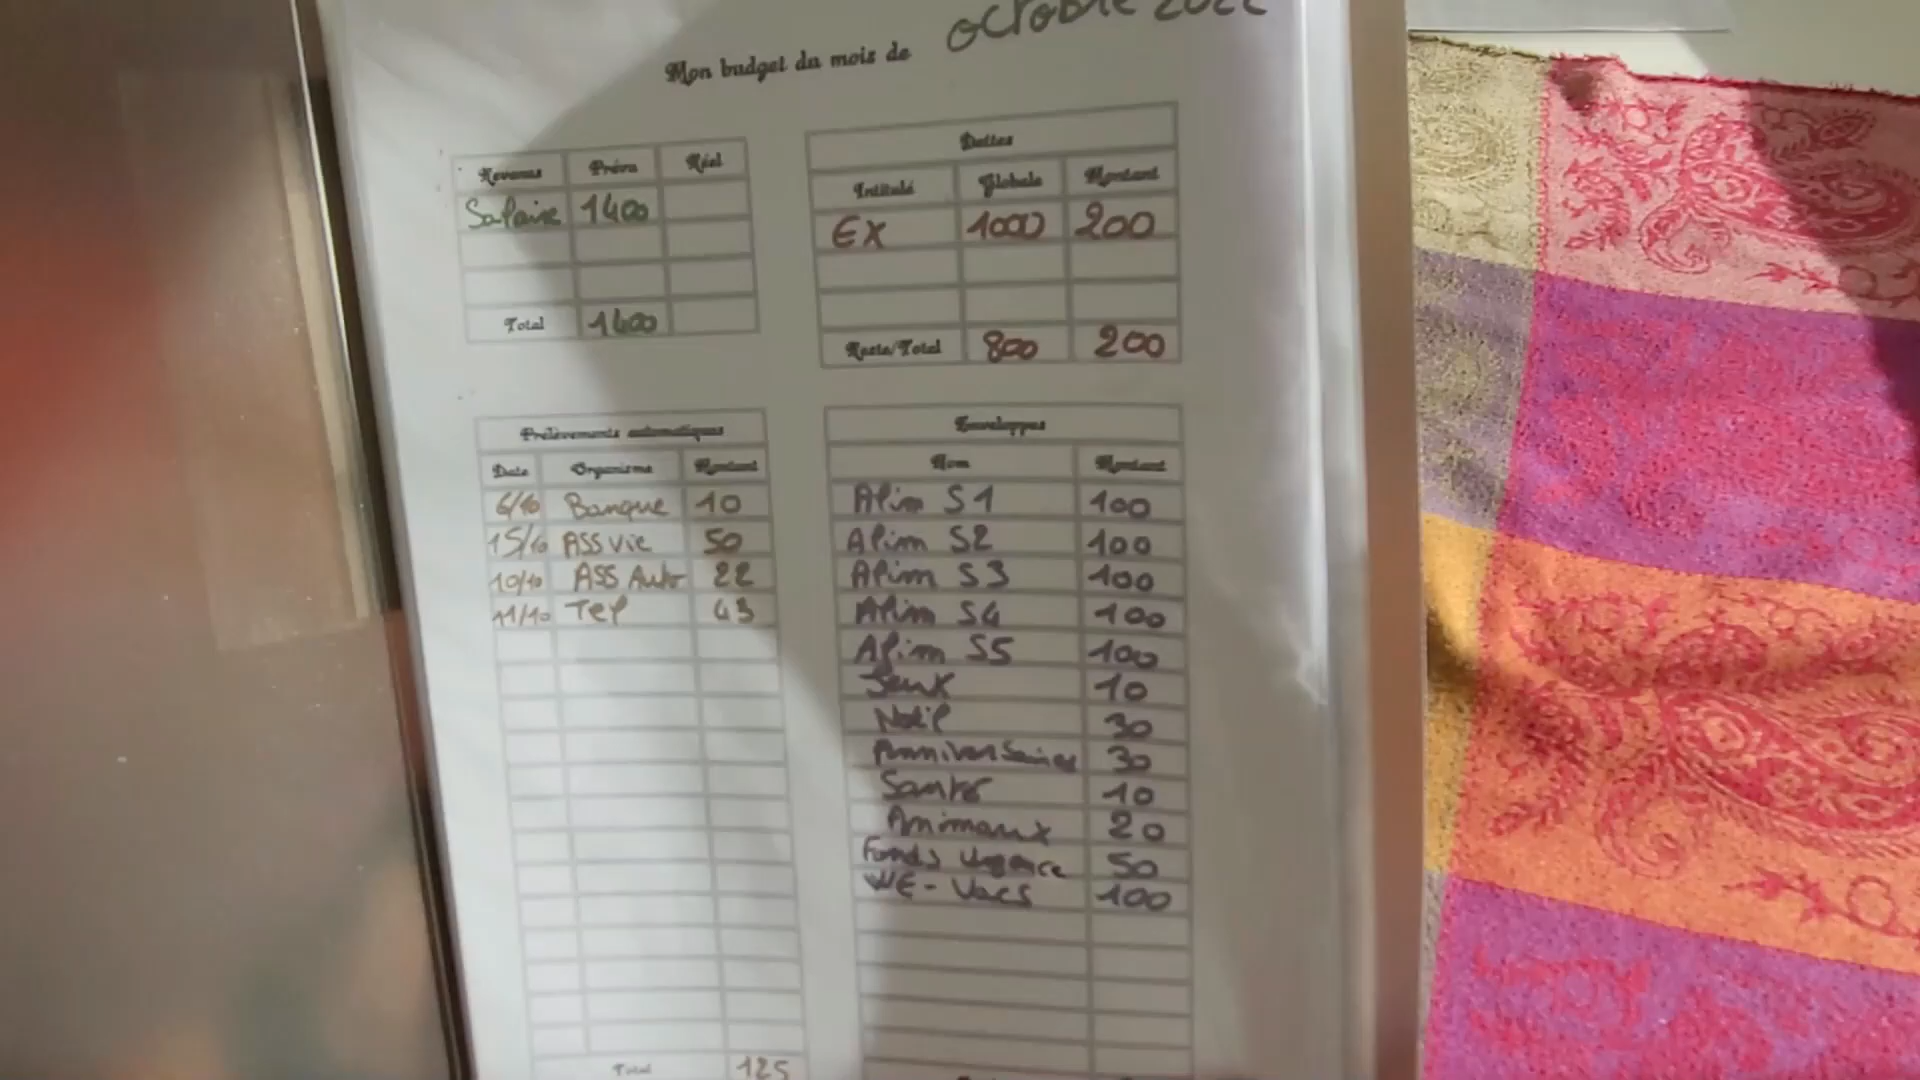 octobre 2022
Mon budget du mois de
Revenus Prévu Réel
Salaire 1400
Total 1400
Dettes
Intitulé Globale Montant
EX 1000 200
Reste/Total 800 200
Prélèvements automatiques
Date Organisme Montant
6/10 Banque 10
15/10 ASS Vie 50
10/10 ASS Auto 22
11/10 Tel 43
Total 125
Enveloppes
Nom Montant
Alim S1 100
Alim S2 100
Alim S3 100
Alim S4 100
Alim S5 100
Jeux 10
Noël 30
Anniversaires 30
Santé 10
Animaux 20
Fonds Urgence 50
WE - Vacs 100